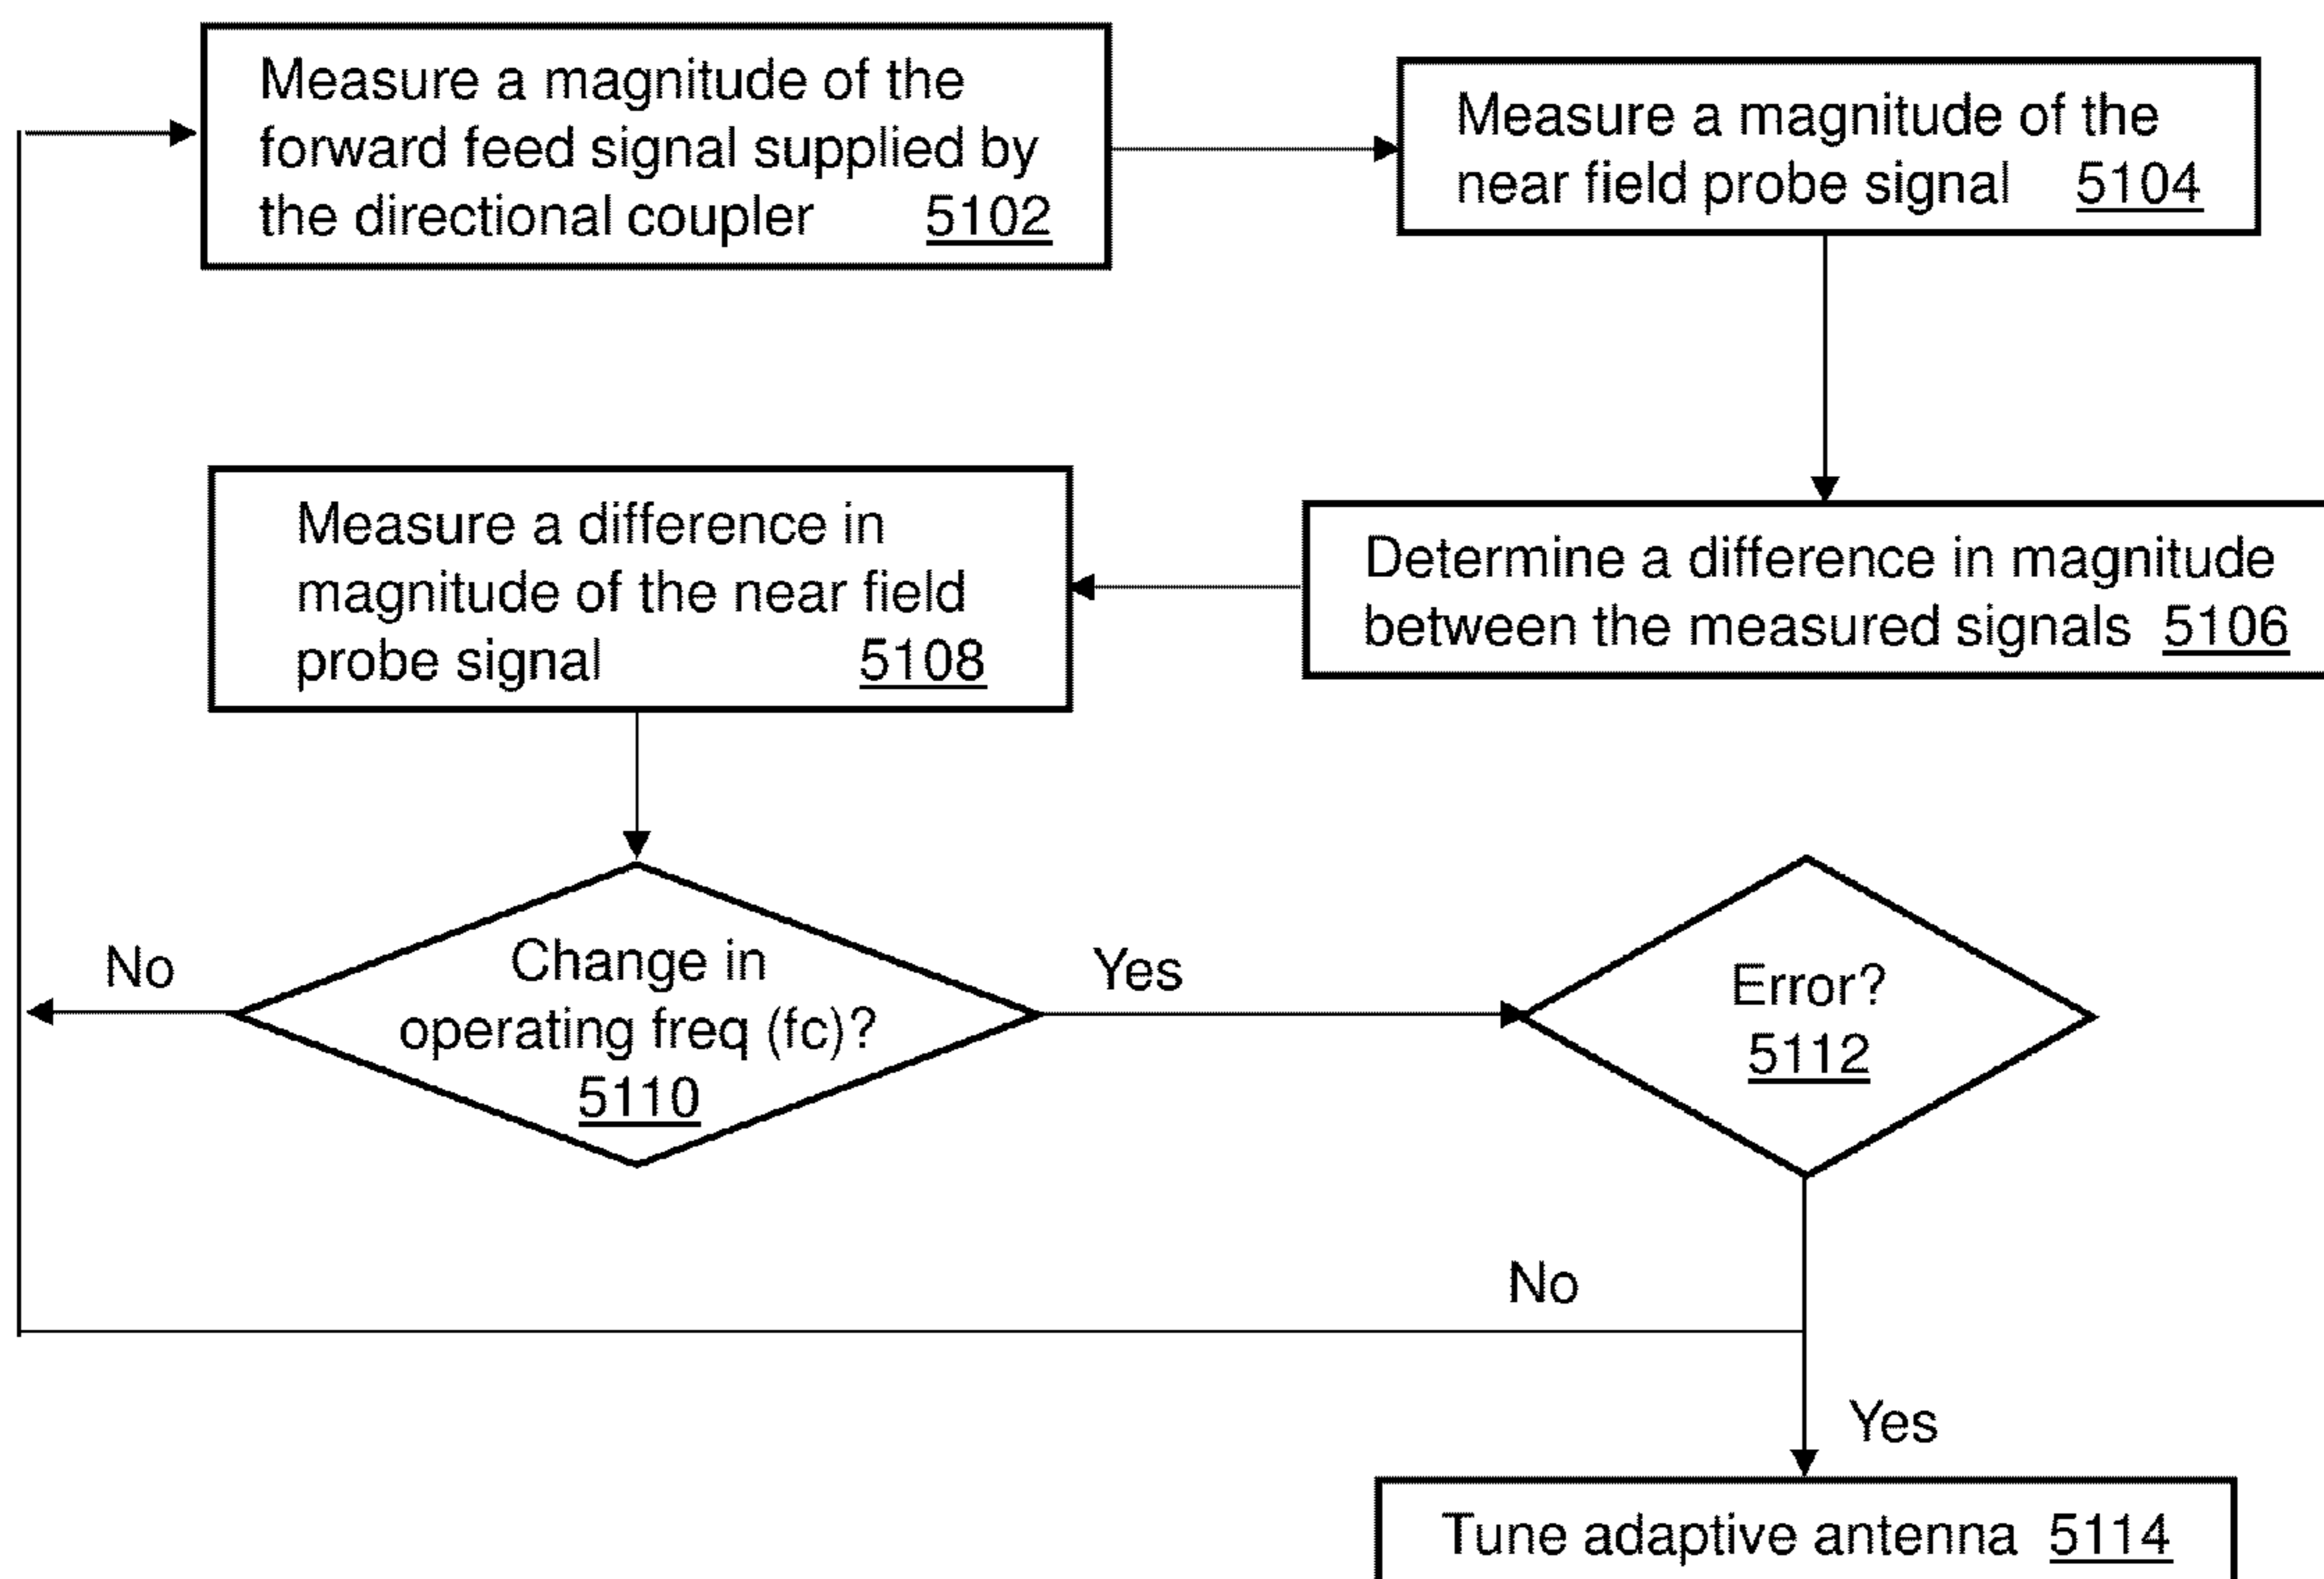 Measure a magnitude of the
forward feed signal supplied by
the directional coupler 5102
Measure a magnitude of the
near field probe signal 5104
Determine a difference in magnitude
between the measured signals 5106
Measure a difference in
magnitude of the near field
probe signal 5108
Change in
operating freq (fc)?
5110
No
Yes
Error?
5112
No
Yes
Tune adaptive antenna 5114